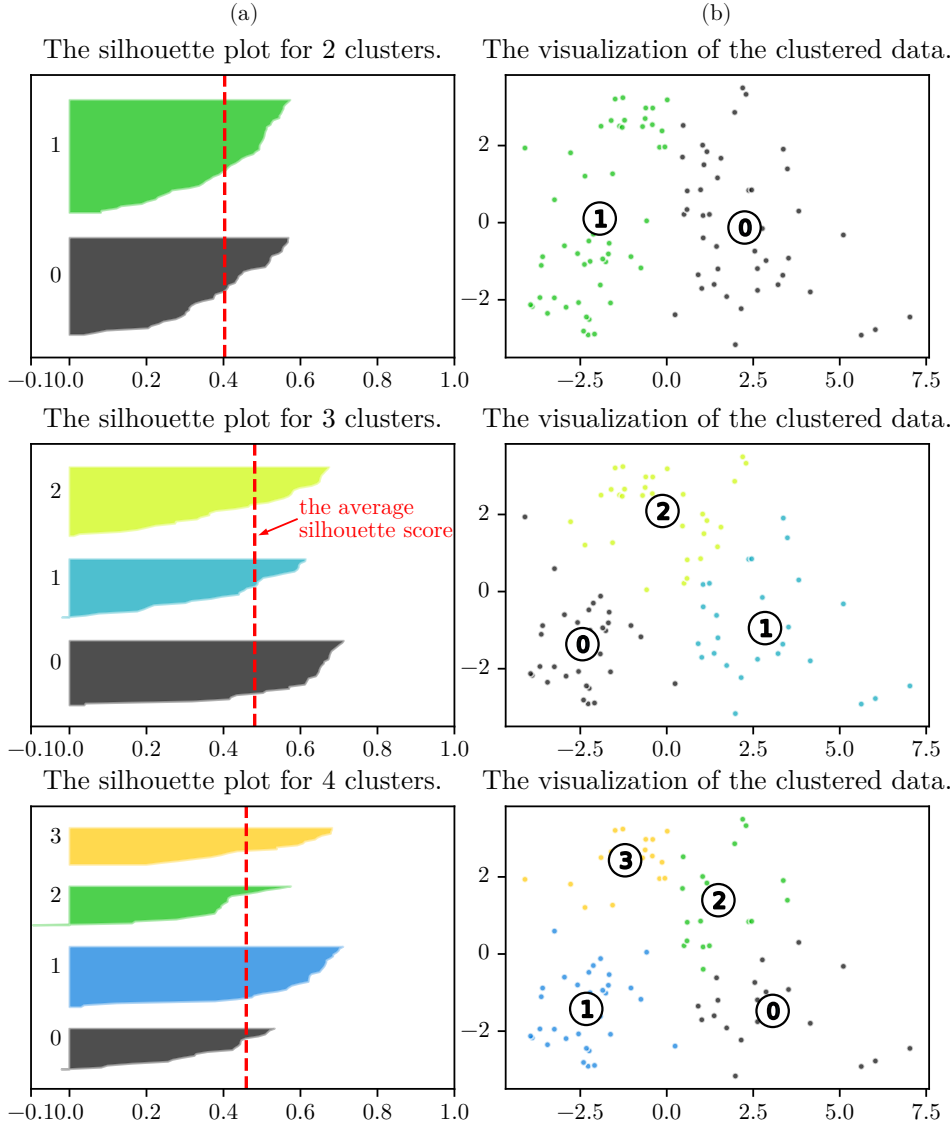 (a)
(b)
The silhouette plot for 2 clusters.
The visualization of the clustered data.
1
0
−0.1 0.0 0.2 0.4 0.6 0.8 1.0
2
0
−2
1
0
−2.5 0.0 2.5 5.0 7.5
The silhouette plot for 3 clusters.
The visualization of the clustered data.
2
1
0
the average
silhouette score
−0.1 0.0 0.2 0.4 0.6 0.8 1.0
2
0
−2
2
1
0
−2.5 0.0 2.5 5.0 7.5
The silhouette plot for 4 clusters.
The visualization of the clustered data.
3
2
1
0
−0.1 0.0 0.2 0.4 0.6 0.8 1.0
2
0
−2
3
2
1
0
−2.5 0.0 2.5 5.0 7.5